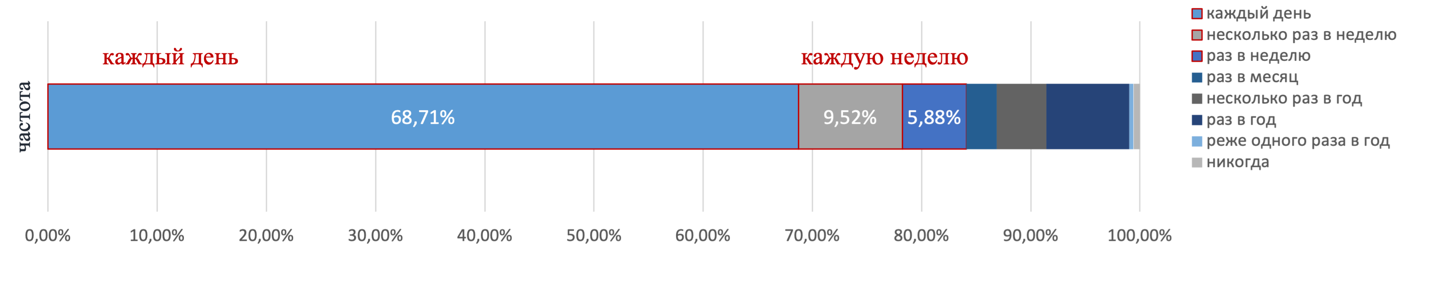 каждый день
каждую неделю
частота
68,71%
9,52%
5,88%
0,00%
10,00%
20,00%
30,00%
40,00%
50,00%
60,00%
70,00%
80,00%
90,00%
100,00%
каждый день
несколько раз в неделю
раз в неделю
раз в месяц
несколько раз в год
раз в год
реже одного раза в год
никогда